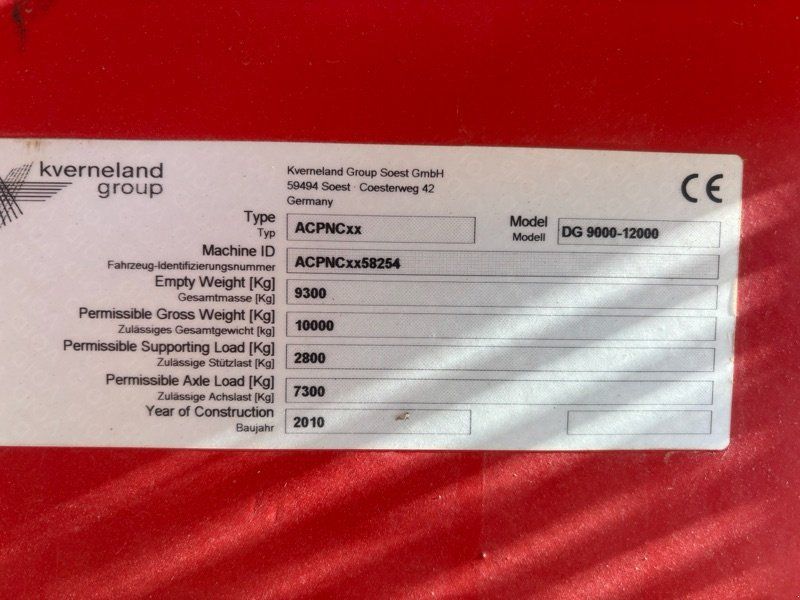 kverneland
group
Kverneland Group Soest GmbH
59494 Soest · Coesterweg 42
Germany
CE
Type
Typ
ACPNCxx
Model
Modell
DG 9000-12000
Machine ID
Fahrzeug-Identifizierungsnummer
ACPNCxx58254
Empty Weight [Kg]
Gesamtmasse [Kg]
9300
Permissible Gross Weight [Kg]
Zulässiges Gesamtgewicht [kg]
10000
Permissible Supporting Load [Kg]
Zulässige Stützlast [Kg]
2800
Permissible Axle Load [Kg]
Zulässige Achslast [Kg]
7300
Year of Construction
Baujahr
2010